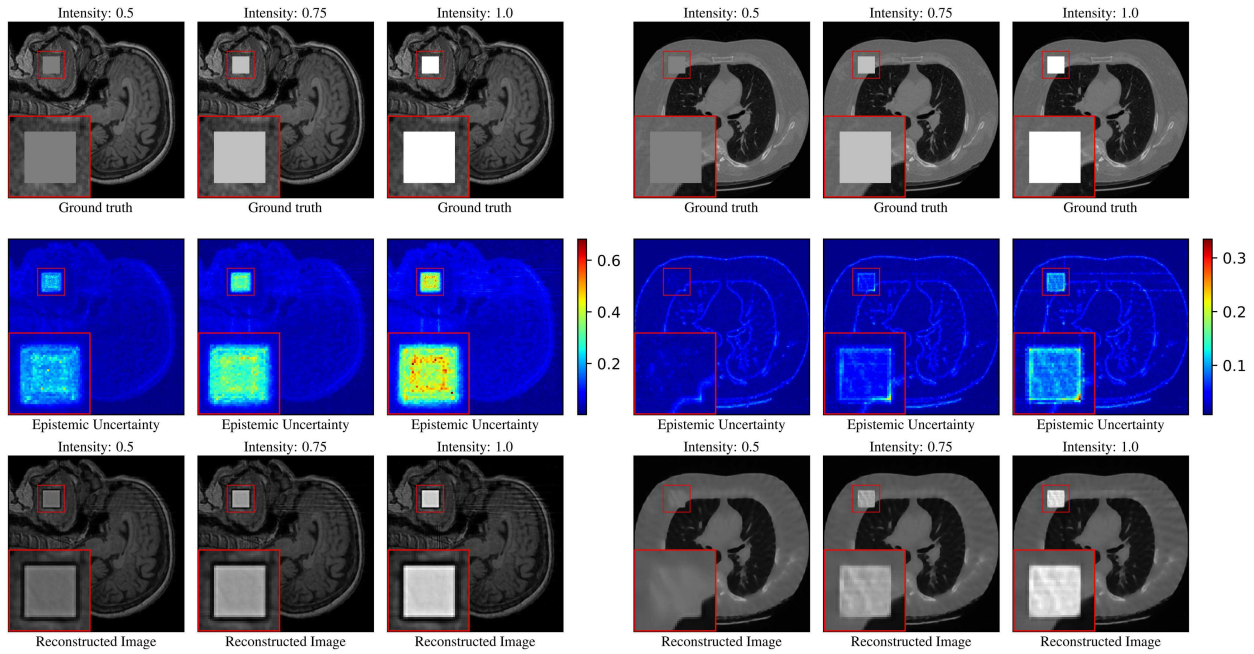 Intensity: 0.5 Intensity: 0.75 Intensity: 1.0 Intensity: 0.5 Intensity: 0.75 Intensity: 1.0
Ground truth Ground truth Ground truth Ground truth Ground truth Ground truth
0.6
0.4
0.2
0.3
0.2
0.1
Epistemic Uncertainty Epistemic Uncertainty Epistemic Uncertainty Epistemic Uncertainty Epistemic Uncertainty Epistemic Uncertainty
Intensity: 0.5 Intensity: 0.75 Intensity: 1.0 Intensity: 0.5 Intensity: 0.75 Intensity: 1.0
Reconstructed Image Reconstructed Image Reconstructed Image Reconstructed Image Reconstructed Image Reconstructed Image